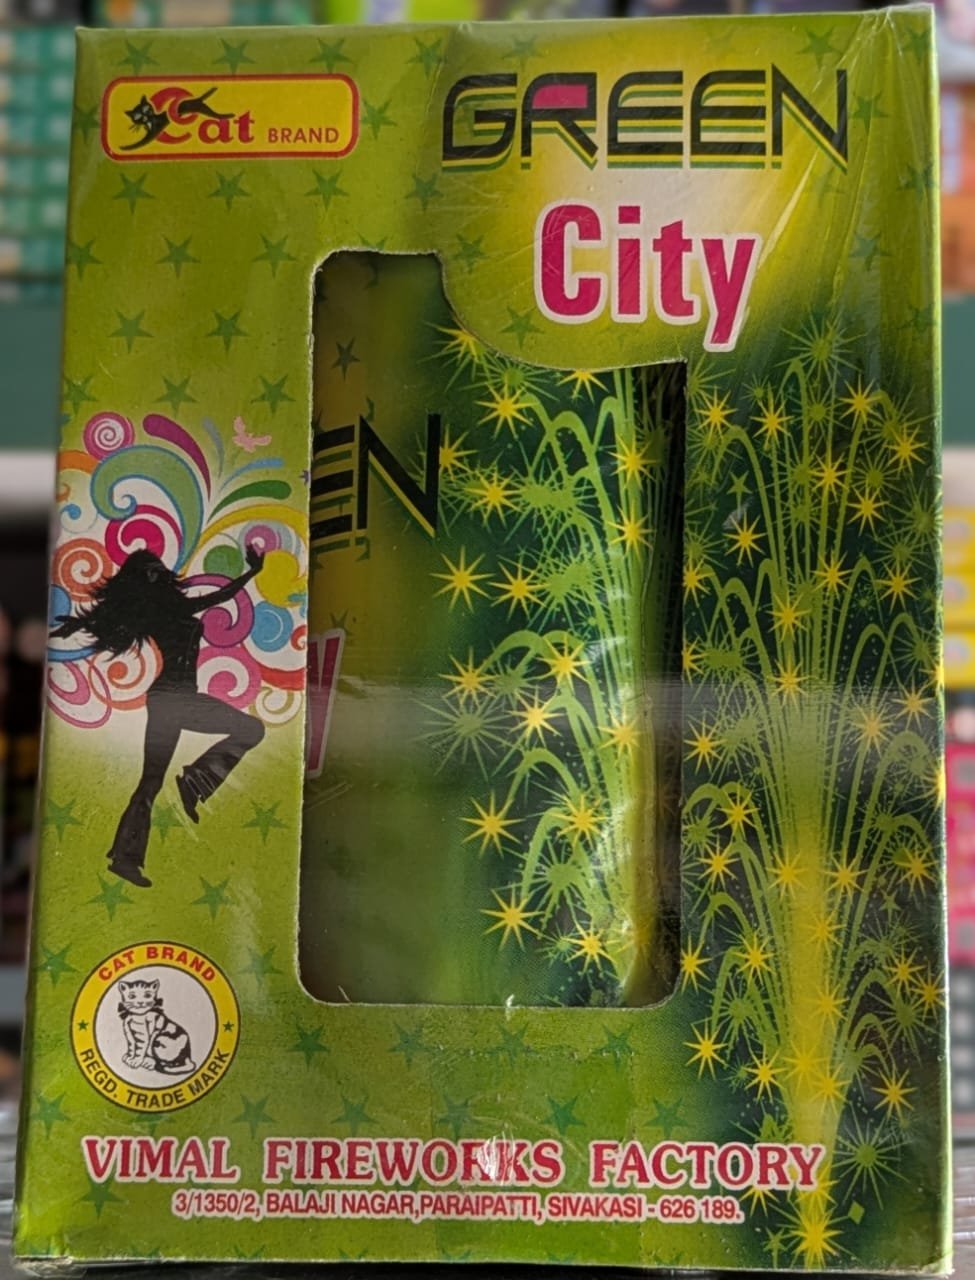 Cat BRAND
GREEN
City
EN
y
CAT BRAND
REGD. TRADE MARK
VIMAL FIREWORKS FACTORY
3/1350/2, BALAJI NAGAR,PARAIPATTI, SIVAKASI - 626 189.